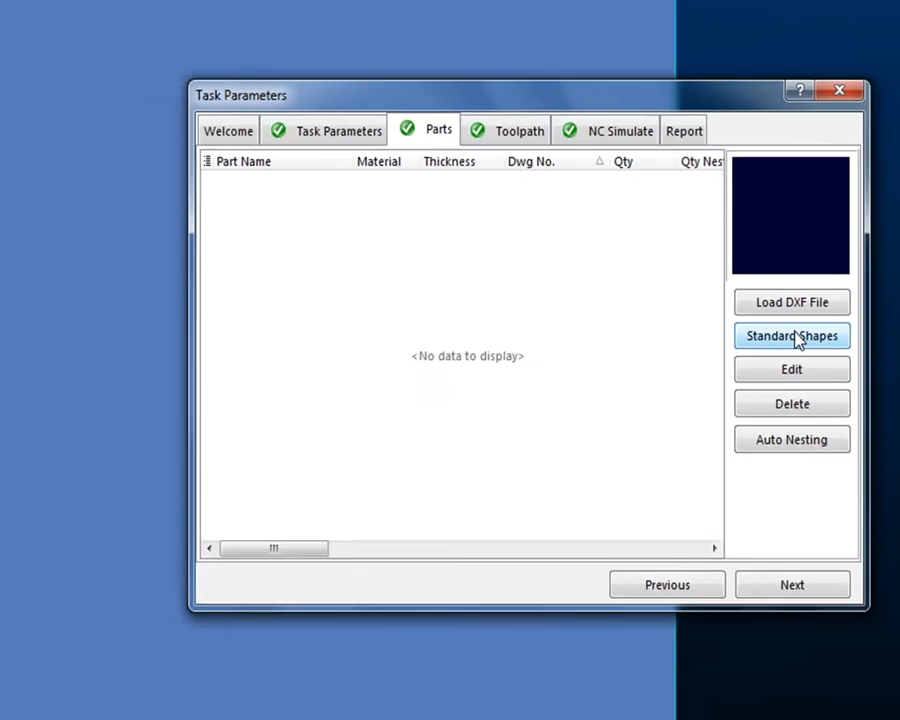 Task Parameters
?
Welcome Task Parameters Parts Toolpath NC Simulate Report
Part Name Material Thickness Dwg No. Qty Qty Nes
<No data to display>
Load DXF File
Standard Shapes
Edit
Delete
Auto Nesting
Previous Next